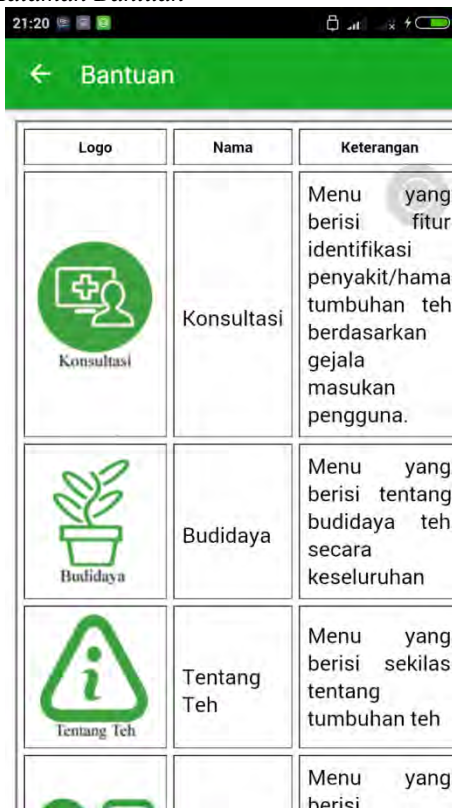 21:20
Bantuan
Logo Nama Keterangan
Konsultasi
Konsultasi
Menu yang
berisi fitur
identifikasi
penyakit/hama
tumbuhan teh
berdasarkan
gejala
masukan
pengguna.
Budidaya
Budidaya
Menu yang
berisi tentang
budidaya teh
secara
keseluruhan
Tentang Teh
Tentang
Teh
Menu yang
berisi sekilas
tentang
tumbuhan teh
Menu yang
berisi